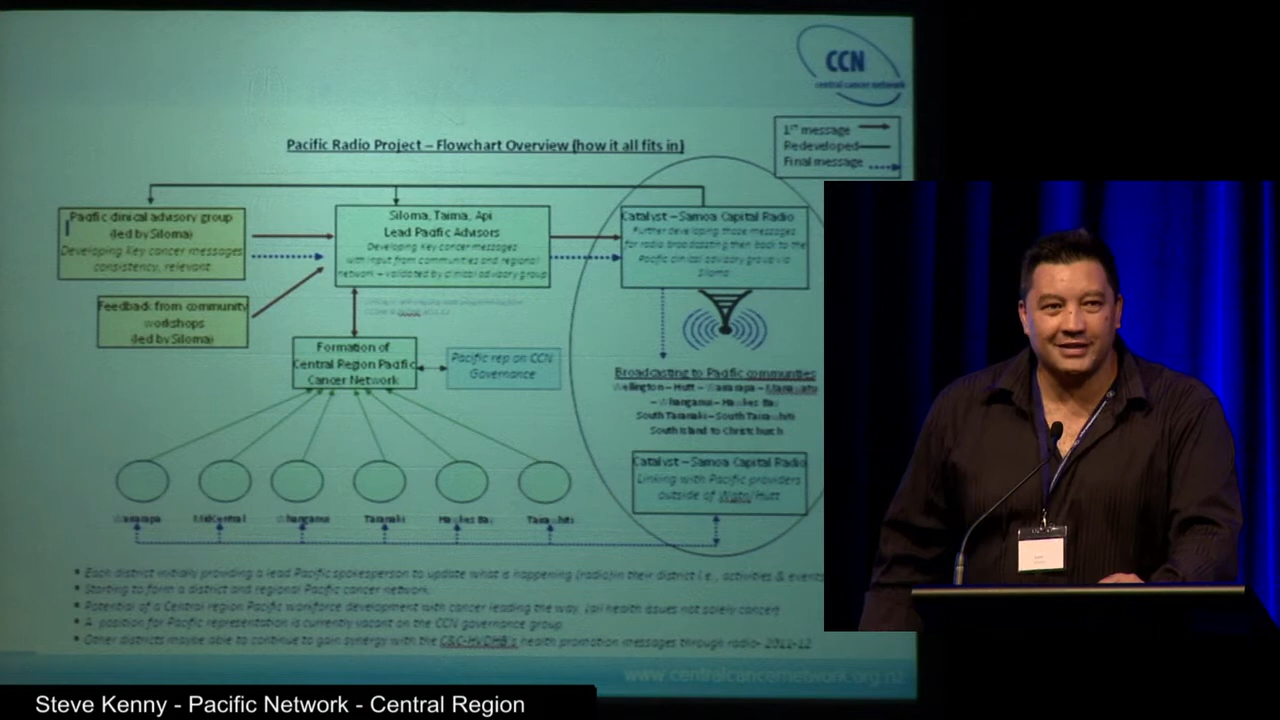 CCN
central cancer network
Pacific Radio Project – Flowchart Overview (how it all fits in)
1st message
Redeveloped
Final message
Pacific clinical advisory group
(led by Siloma)
Developing Key cancer messages
consistency, relevant
Siloma, Taima, Api
Lead Pacific Advisors
Developing Key cancer messages
with input from communities and regional
network – validated by clinical advisory group
Catalyst – Samoa Capital Radio
Further developing those messages
for radio broadcasting then back to the
Pacific clinical advisory group via
Siloma
Feedback from community
workshops
(led by Siloma)
Formation of
Central Region Pacific
Cancer Network
Pacific rep on CCN
Governance
Broadcasting to Pacific communities
Wellington – Hutt – Wairarapa – Manawatu
– Whanganui – Hawkes Bay
South Taranaki – South Tairawhiti
South Island to Christchurch
Catalyst – Samoa Capital Radio
Linking with Pacific providers
outside of Wgtn/Hutt
Wairarapa MidCentral Whanganui Taranaki Hawkes Bay Tairawhiti
• Each district initially providing a lead Pacific spokesperson to update what is happening (radio)in their district i.e., activities & events
• Starting to form a district and regional Pacific cancer network.
• Potential of a Central region Pacific workforce development with cancer leading the way. (all health issues not solely cancer)
• A position for Pacific representation is currently vacant on the CCN governance group
• Other districts maybe able to continue to gain synergy with the C&C-HVDHB's health promotion messages through radio- 2011-12
www.centralcancernetwork.org.nz
Steve Kenny - Pacific Network - Central Region